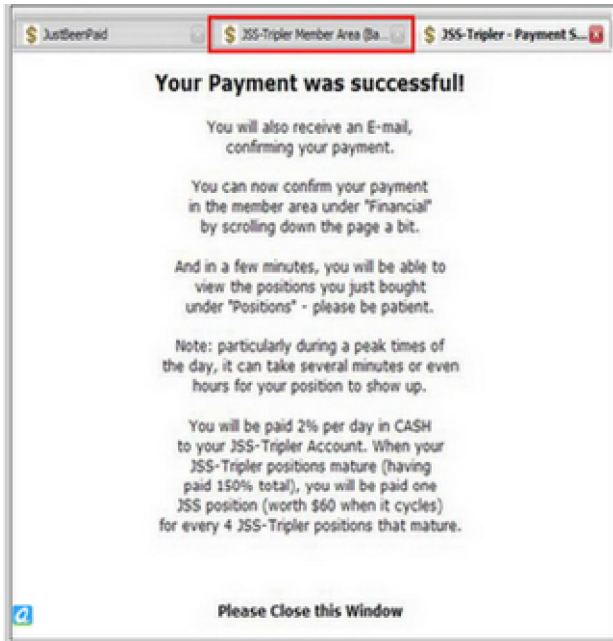 JustBeenPaid
JSS-Tripler Member Area (Ba...
JSS-Tripler - Payment S...
Your Payment was successful!
You will also receive an E-mail,
confirming your payment.
You can now confirm your payment
in the member area under "Financial"
by scrolling down the page a bit.
And in a few minutes, you will be able to
view the positions you just bought
under "Positions" - please be patient.
Note: particularly during a peak times of
the day, it can take several minutes or even
hours for your position to show up.
You will be paid 2% per day in CASH
to your JSS-Tripler Account. When your
JSS-Tripler positions mature (having
paid 150% total), you will be paid one
JSS position (worth $60 when it cycles)
for every 4 JSS-Tripler positions that mature.
Please Close this Window